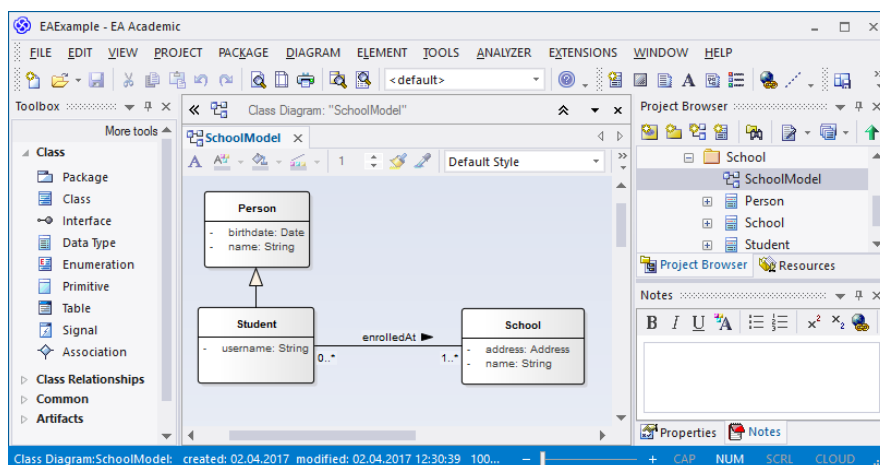 EAExample - EA Academic
FILE EDIT VIEW PROJECT PACKAGE DIAGRAM ELEMENT TOOLS ANALYZER EXTENSIONS WINDOW HELP
<default>
Toolbox
More tools
Class
Package
Class
Interface
Data Type
Enumeration
Primitive
Table
Signal
Association
Class Relationships
Common
Artifacts
Class Diagram: "SchoolModel"
SchoolModel
1 Default Style
Person
- birthdate: Date
- name: String
Student
- username: String
enrolledAt
0..*
1..*
School
- address: Address
- name: String
Project Browser
School
SchoolModel
Person
School
Student
Project Browser Resources
Notes
B I U A x² x₂
Properties Notes
Class Diagram:SchoolModel: created: 02.04.2017 modified: 02.04.2017 12:30:39 100... CAP NUM SCRL CLOUD